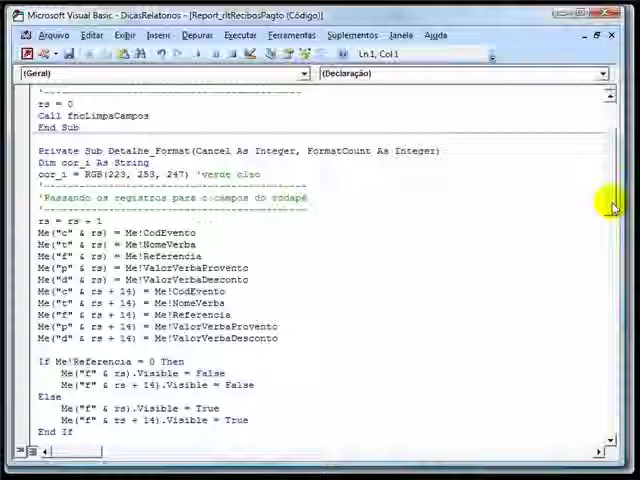 Microsoft Visual Basic - DicasRelatorios - [Report_rltRecibosPagto (Código)]
Arquivo Editar Exibir Inserir Depurar Executar Ferramentas Suplementos Janela Ajuda
Ln 1, Col 1
(Geral) (Declaração)
'-------------------------------------------------
rs = 0
Call fncLimpaCampos
End Sub
Private Sub Detalhe_Format(Cancel As Integer, FormatCount As Integer)
Dim cor_i As String
cor_i = RGB(223, 253, 247) 'verde clao
'-------------------------------------------------
'Passando os registros para o campos do rodapé
'-------------------------------------------------
rs = rs + 1
Me("c" & rs) = Me!CodEvento
Me("t" & rs) = Me!NomeVerba
Me("f" & rs) = Me!Referencia
Me("p" & rs) = Me!ValorVerbaProvento
Me("d" & rs) = Me!ValorVerbaDesconto
Me("c" & rs + 14) = Me!CodEvento
Me("t" & rs + 14) = Me!NomeVerba
Me("f" & rs + 14) = Me!Referencia
Me("p" & rs + 14) = Me!ValorVerbaProvento
Me("d" & rs + 14) = Me!ValorVerbaDesconto
If Me!Referencia = 0 Then
Me("f" & rs).Visible = False
Me("f" & rs + 14).Visible = False
Else
Me("f" & rs).Visible = True
Me("f" & rs + 14).Visible = True
End If